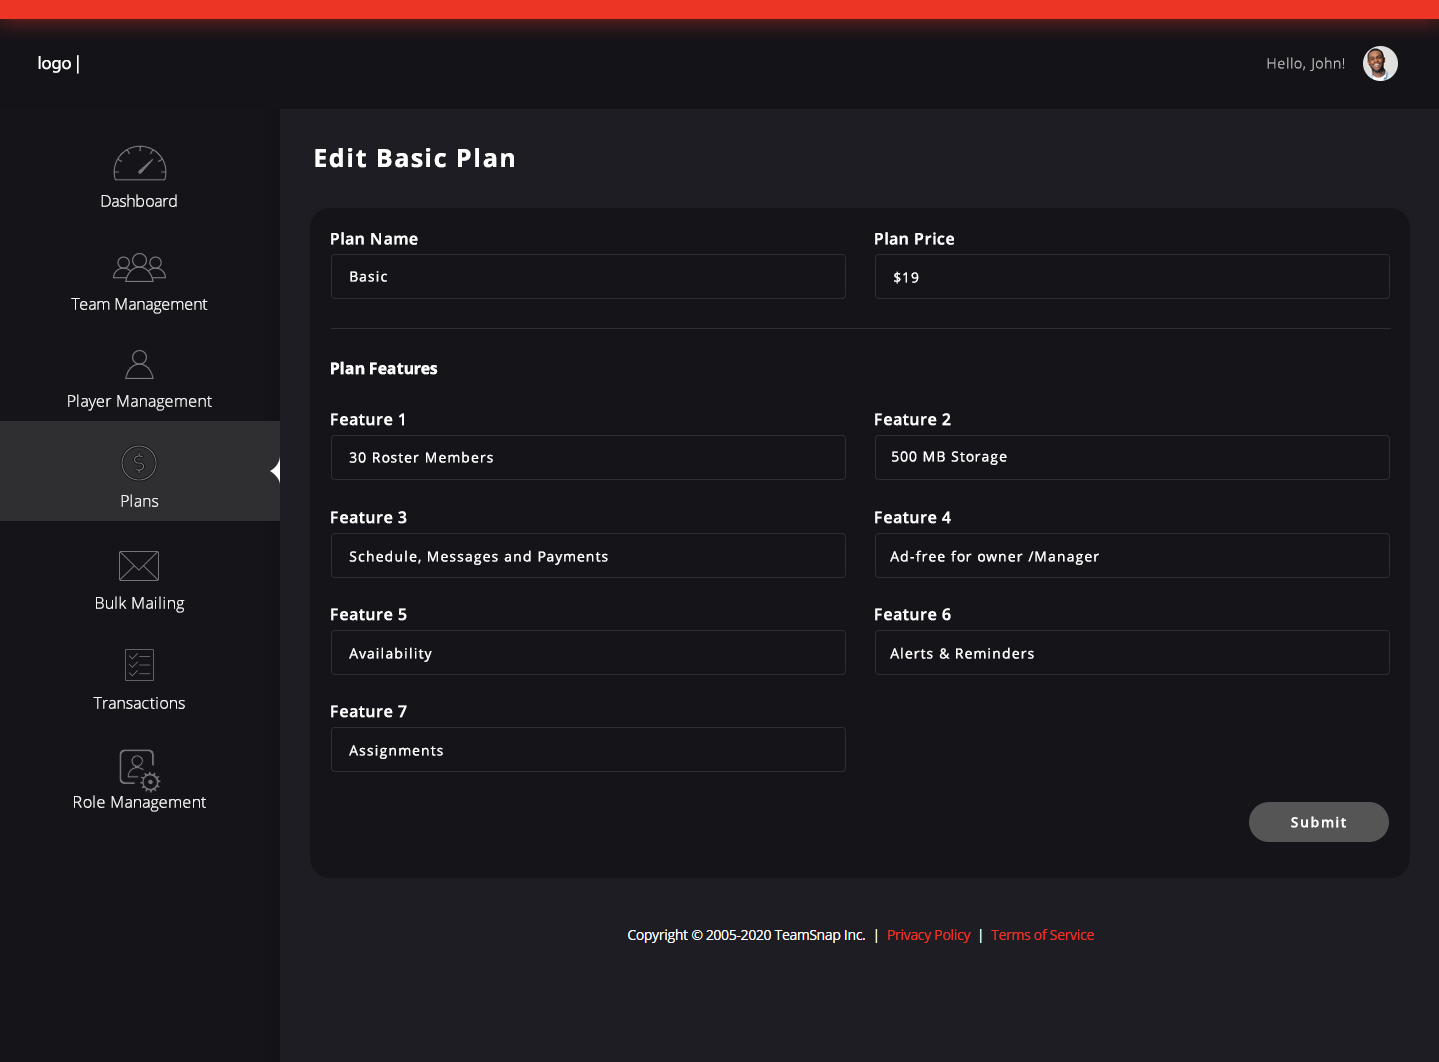 logo |
Hello, John!
Dashboard
Team Management
Player Management
$
Plans
Bulk Mailing
Transactions
Role Management
Edit Basic Plan
Plan Name
Plan Price
Basic
$19
Plan Features
Feature 1
Feature 2
30 Roster Members
500 MB Storage
Feature 3
Feature 4
Schedule, Messages and Payments
Ad-free for owner /Manager
Feature 5
Feature 6
Availability
Alerts & Reminders
Feature 7
Assignments
Submit
Copyright © 2005-2020 TeamSnap Inc. | Privacy Policy | Terms of Service